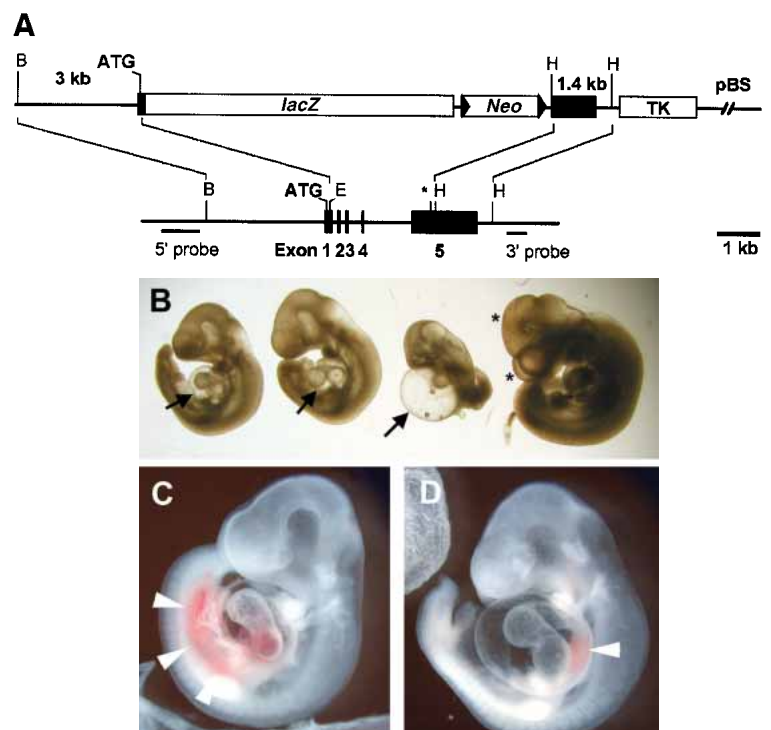 A
B 3 kb ATG H 1.4 kb H pBS
lacZ Neo TK
B ATG E * H H
5' probe Exon 1 2 3 4 5 3' probe 1 kb
B
*
*
C D